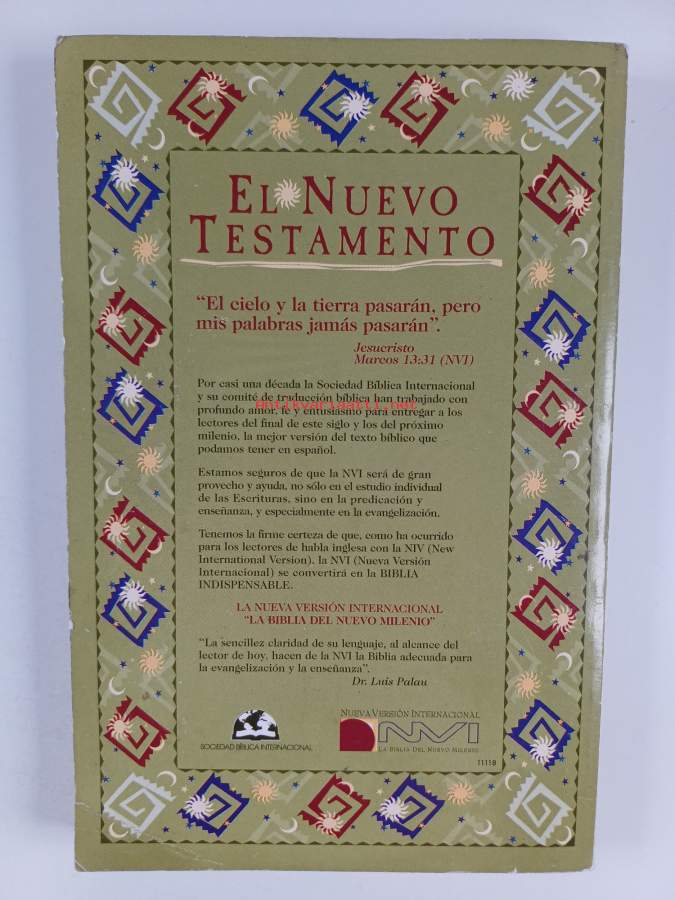 EL NUEVO
TESTAMENTO
“El cielo y la tierra pasarán, pero
mis palabras jamás pasarán”.
Jesucristo
Marcos 13:31 (NVI)
Por casi una década la Sociedad Bíblica Internacional
y su comité de traducción bíblica han trabajado con
antikvariaatti.net
profundo amor, fe y entusiasmo para entregar a los
lectores del final de este siglo y los del próximo
milenio, la mejor versión del texto bíblico que
podamos tener en español.
Estamos seguros de que la NVI será de gran
provecho y ayuda, no sólo en el estudio individual
de las Escrituras, sino en la predicación y
enseñanza, y especialmente en la evangelización.
Tenemos la firme certeza de que, como ha ocurrido
para los lectores de habla inglesa con la NIV (New
International Version), la NVI (Nueva Versión
Internacional) se convertirá en la BIBLIA
INDISPENSABLE.
LA NUEVA VERSIÓN INTERNACIONAL
“LA BIBLIA DEL NUEVO MILENIO”
“La sencillez claridad de su lenguaje, al alcance del
lector de hoy, hacen de la NVI la Biblia adecuada para
la evangelización y la enseñanza”.
Dr. Luis Palau
SOCIEDAD BÍBLICA INTERNACIONAL
NUEVA VERSIÓN INTERNACIONAL
NVI
LA BIBLIA DEL NUEVO MILENIO
11118